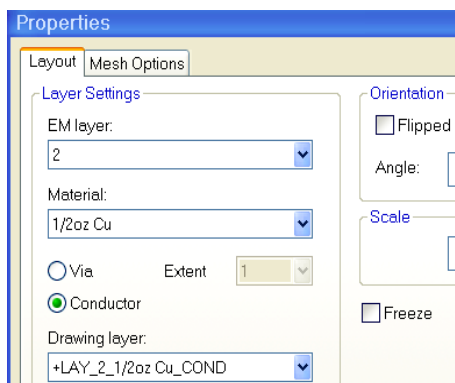 Properties
Layout Mesh Options
Layer Settings
EM layer:
2
Material:
1/2oz Cu
Via Extent 1
Conductor
Drawing layer:
+LAY_2_1/2oz Cu_COND
Orientation
Flipped
Angle:
Scale
Freeze